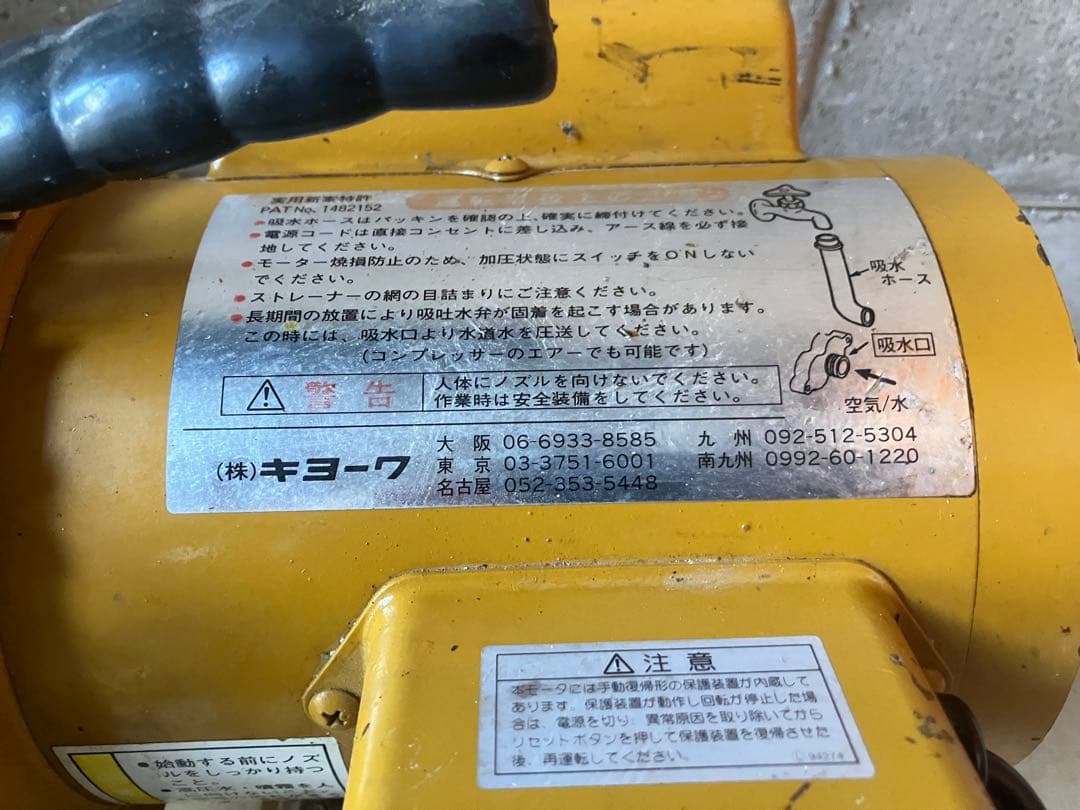 実用新案特許
PAT No. 1482152
運転
●吸水ホースはパッキンを確認の上、確実に締付けてください。
●電源コードは直接コンセントに差し込み、アース線を必ず接
地してください。
●モーター焼損防止のため、加圧状態にスイッチをONしない
でください。
●ストレーナーの網の目詰まりにご注意ください。
●長期間の放置により吸吐水弁が固着を起こす場合があります。
この時には、吸水口より水道水を圧送してください。
(コンプレッサーのエアーでも可能です)
吸水
ホース
吸水口
空気/水
警告
人体にノズルを向けないでください。
作業時は安全装備をしてください。
(株)キョーワ
大阪 06-6933-8585 九州 092-512-5304
東京 03-3751-6001 南九州 0992-60-1220
名古屋 052-353-5448
注意
本モータには手動復帰形の保護装置が内蔵して
あります。保護装置が動作し回転が停止した場
合は、電源を切り、異常原因を取り除いてから
リセットボタンを押して保護装置を復帰させた
後、再運転してください。
L 94274
●始動する前にノズ
ルをしっかり持つ
こと。
●高圧水・噴霧を人